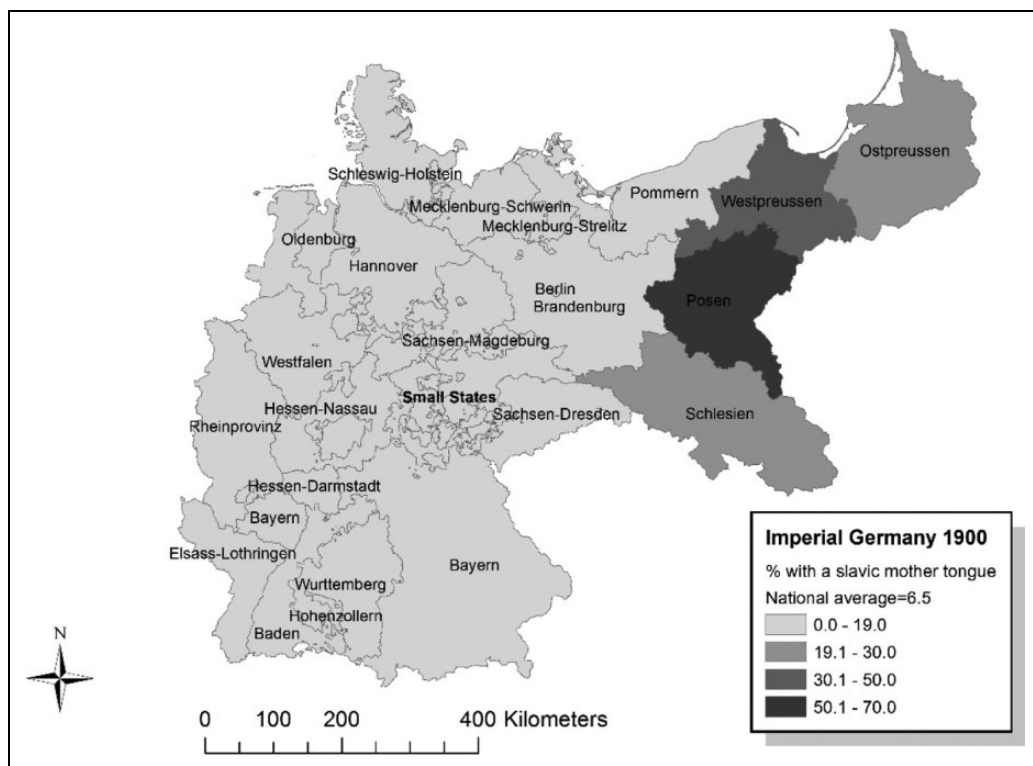 Ostpreussen
Schleswig-Holstein
Pommern
Westpreussen
Mecklenburg-Schwerin
Mecklenburg-Strelitz
Oldenburg
Hannover
Berlin
Brandenburg
Posen
Sachsen-Magdeburg
Westfalen
Small States
Hessen-Nassau
Sachsen-Dresden
Schlesien
Rheinprovinz
Hessen-Darmstadt
Bayern
Elsass-Lothringen
Bayern
Wurttemberg
Hohenzollern
Baden
Imperial Germany 1900
% with a slavic mother tongue
National average=6.5
0.0 - 19.0
19.1 - 30.0
30.1 - 50.0
50.1 - 70.0
N
0 100 200 400 Kilometers